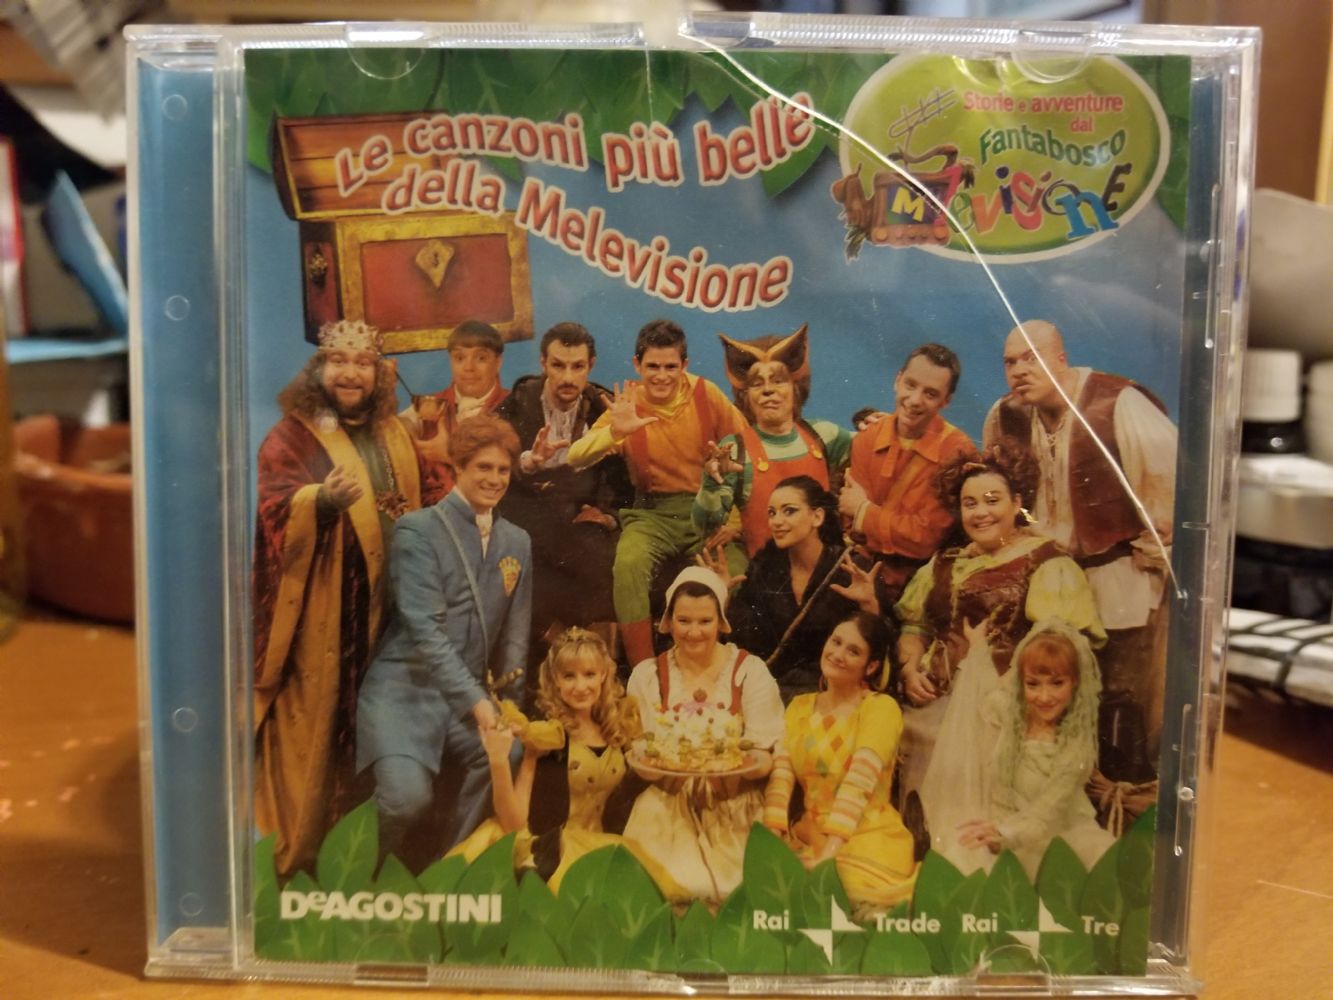 Le canzoni più belle
della Melevisione
Storie e avventure
dal
Fantabosco
Melevisione
DeAGOSTINI
Rai Trade Rai Tre